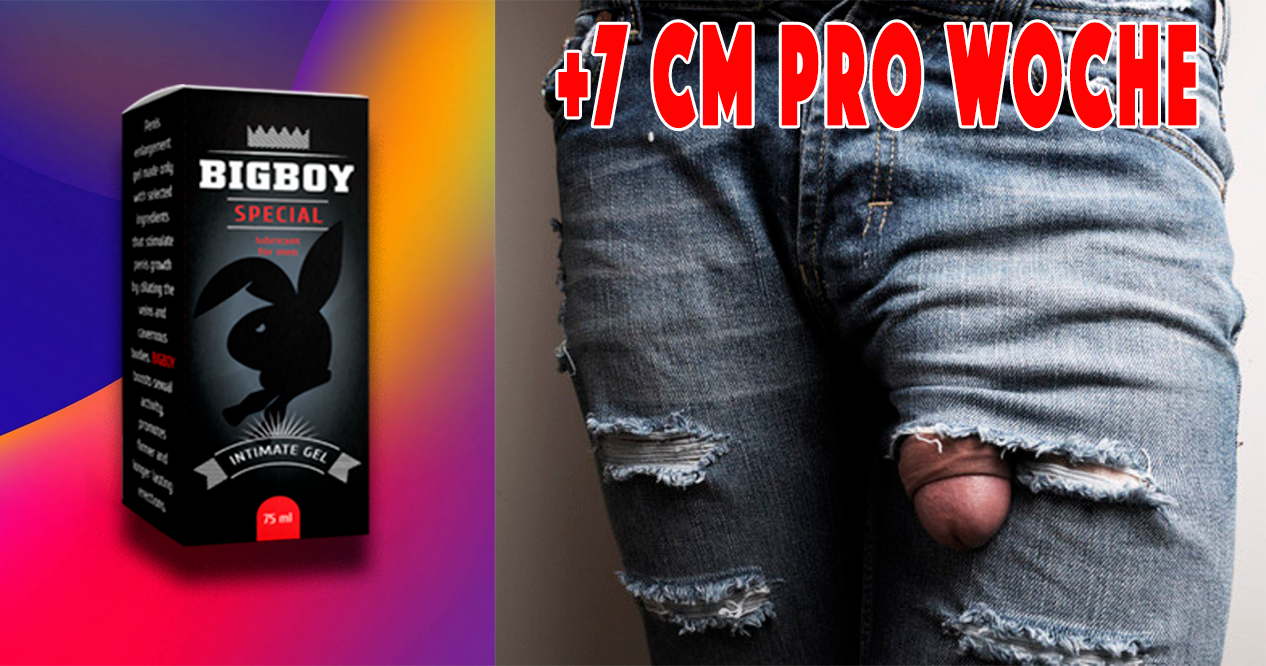 +7 CM PRO WOCHE
Penis
enlargement
gel made only
with selected
ingredients
that stimulate
penis growth
by dilating the
veins and
cavernous
bodies. BIGBOY
boosts sexual
activity,
promotes
firmer and
longer lasting
erections.
BIGBOY
SPECIAL
lubricant
for men
INTIMATE GEL
75 ml